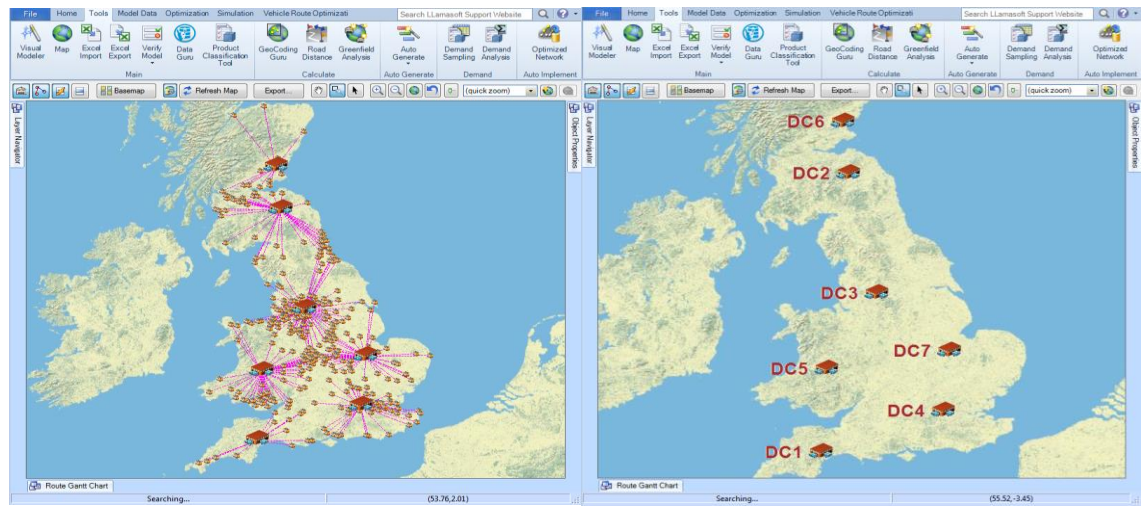 File Home Tools Model Data Optimization Simulation Vehicle Route Optimizati Search LLamasoft Support Website
Visual Modeler Map Excel Import Excel Export Verify Model Data Guru Product Classification Tool GeoCoding Guru Road Distance Greenfield Analysis Auto Generate Demand Sampling Demand Analysis Optimized Network
Main Calculate Auto Generate Demand Auto Implement
Basemap Refresh Map Export... (quick zoom)
Layer Navigator
Object Properties
Route Gantt Chart
Searching... (53.76,2.01)
File Home Tools Model Data Optimization Simulation Vehicle Route Optimizati Search LLamasoft Support Website
Visual Modeler Map Excel Import Excel Export Verify Model Data Guru Product Classification Tool GeoCoding Guru Road Distance Greenfield Analysis Auto Generate Demand Sampling Demand Analysis Optimized Network
Main Calculate Auto Generate Demand Auto Implement
Basemap Refresh Map Export... (quick zoom)
Layer Navigator
Object Properties
DC6
DC2
DC3
DC7
DC5
DC4
DC1
Route Gantt Chart
Searching... (55.52,-3.45)